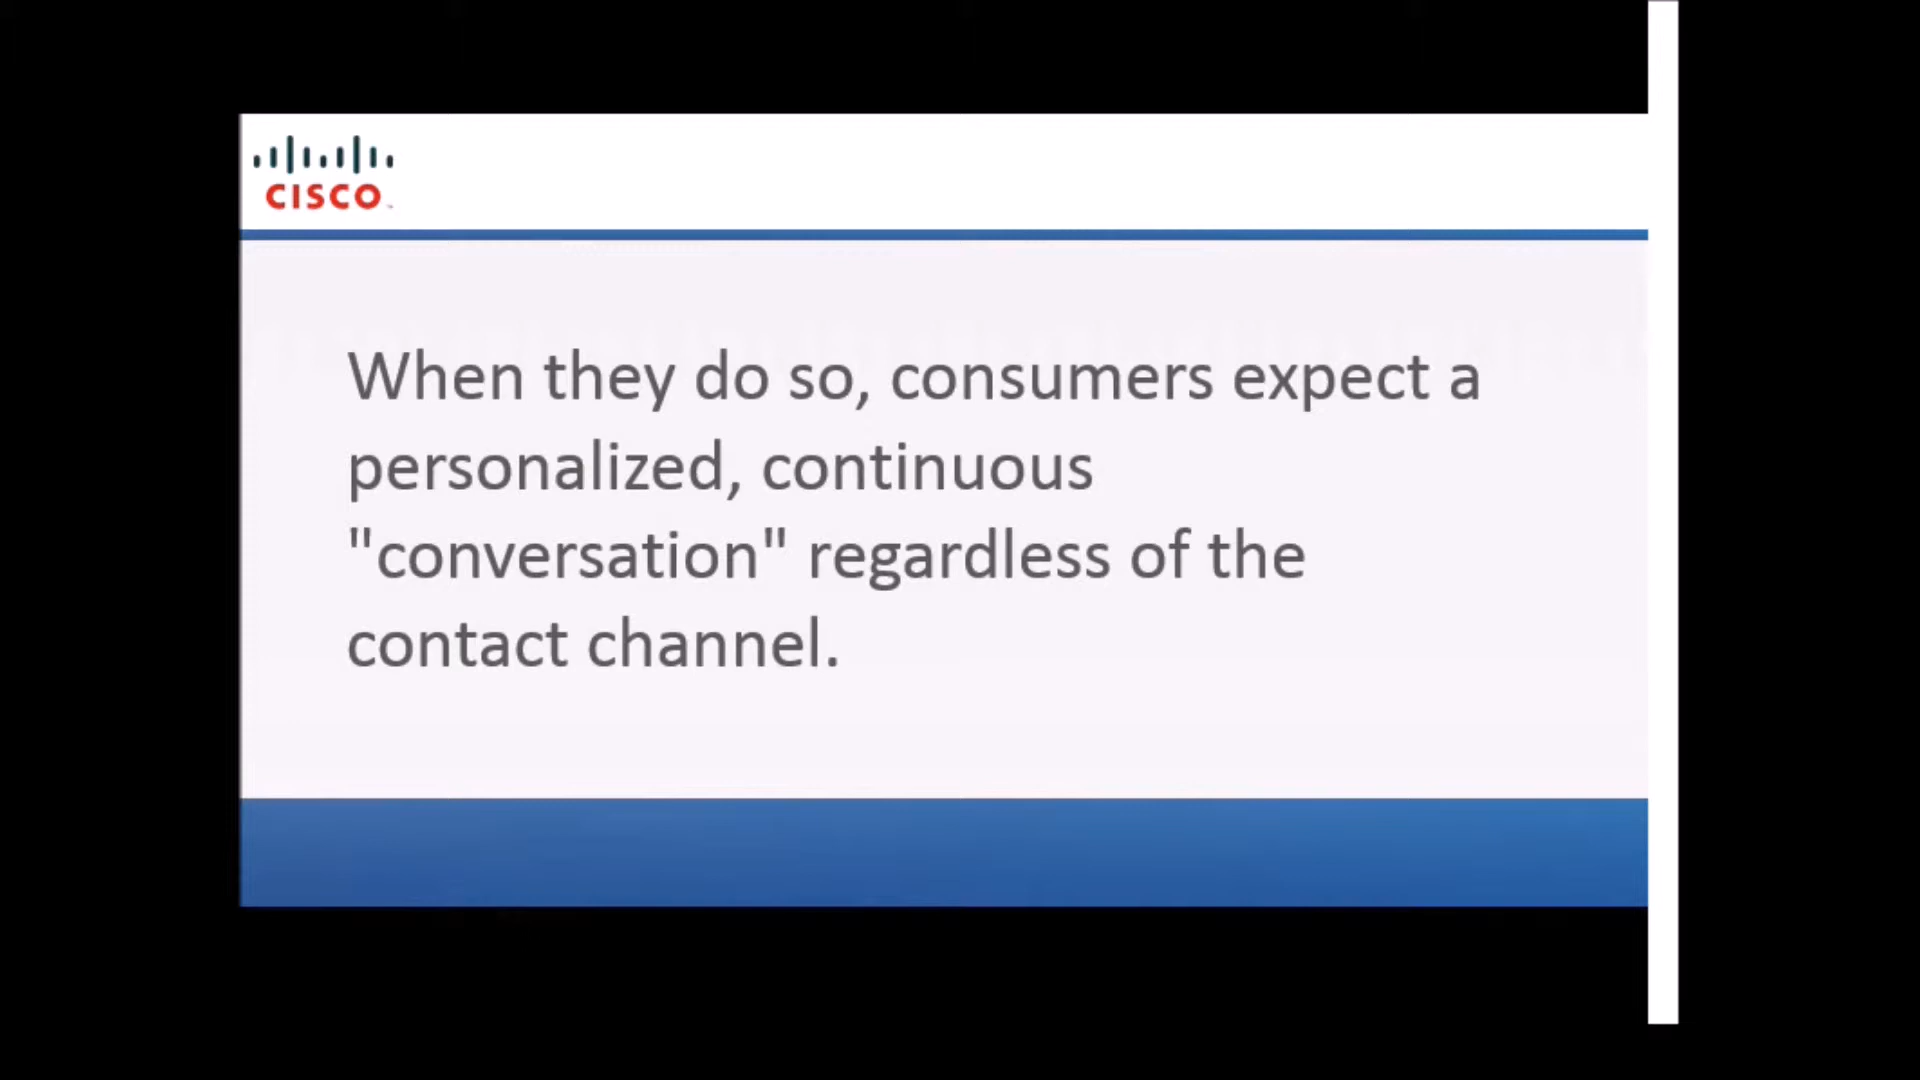 CISCO
When they do so, consumers expect a
personalized, continuous
"conversation" regardless of the
contact channel.